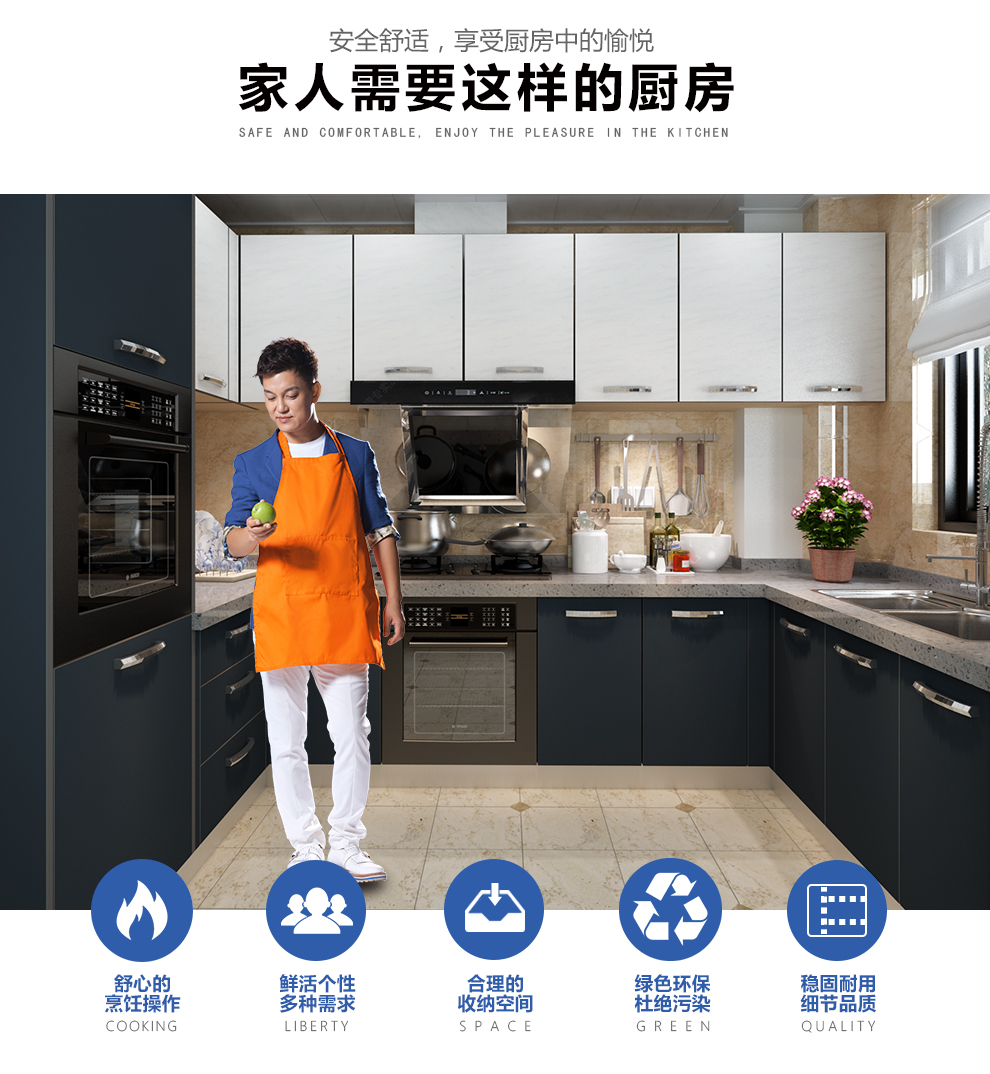 安全舒适，享受厨房中的愉悦
家人需要这样的厨房
SAFE AND COMFORTABLE, ENJOY THE PLEASURE IN THE KITCHEN
舒心的
烹饪操作
COOKING
鲜活个性
多种需求
LIBERTY
合理的
收纳空间
SPACE
绿色环保
杜绝污染
GREEN
稳固耐用
细节品质
QUALITY